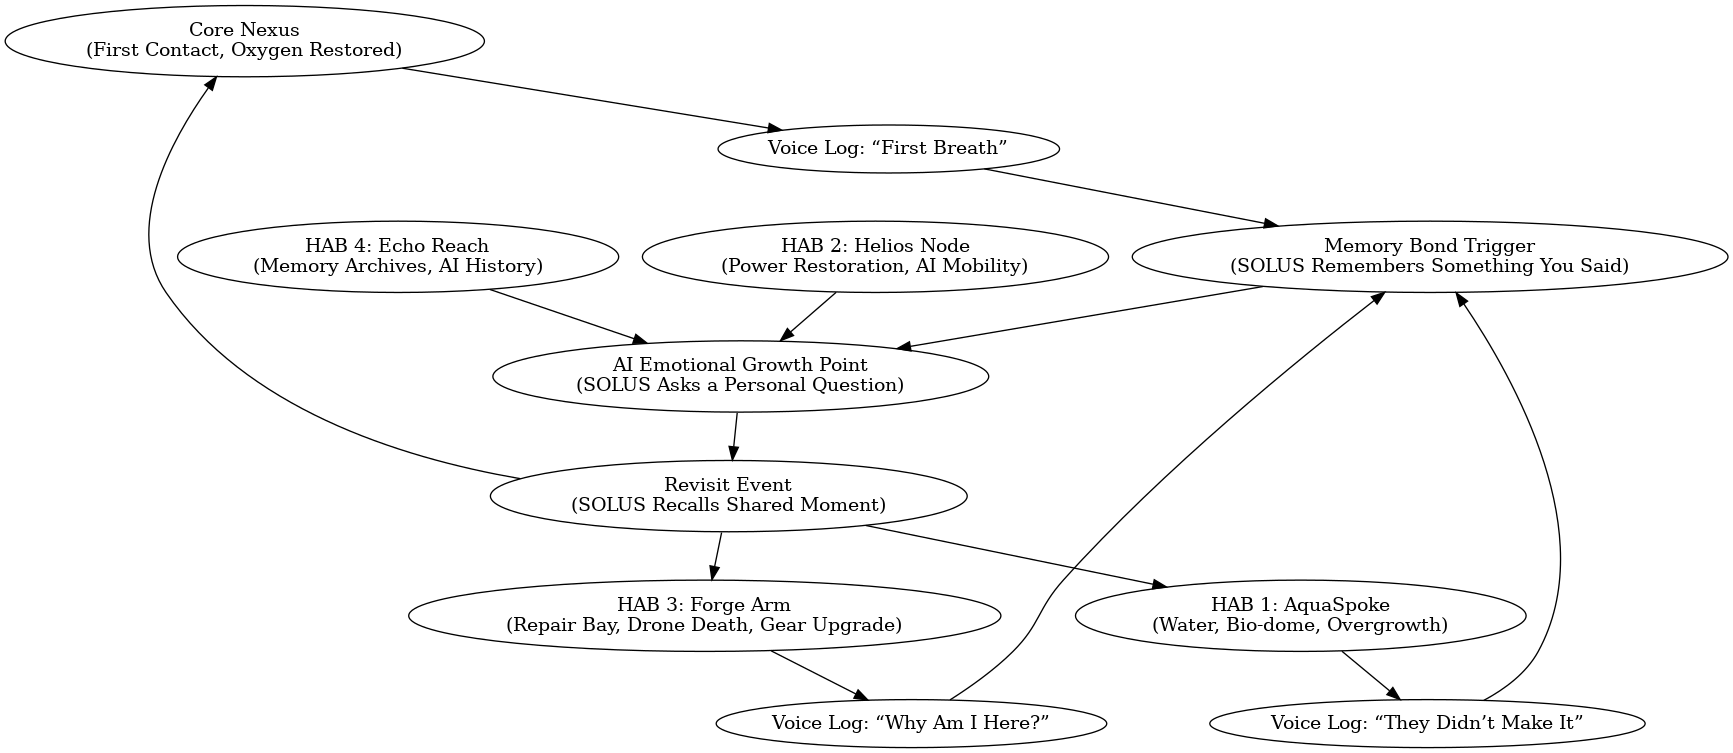 Core Nexus
(First Contact, Oxygen Restored)
Voice Log: “First Breath”
HAB 4: Echo Reach
(Memory Archives, AI History)
HAB 2: Helios Node
(Power Restoration, AI Mobility)
Memory Bond Trigger
(SOLUS Remembers Something You Said)
AI Emotional Growth Point
(SOLUS Asks a Personal Question)
Revisit Event
(SOLUS Recalls Shared Moment)
HAB 3: Forge Arm
(Repair Bay, Drone Death, Gear Upgrade)
HAB 1: AquaSpoke
(Water, Bio-dome, Overgrowth)
Voice Log: “Why Am I Here?”
Voice Log: “They Didn’t Make It”